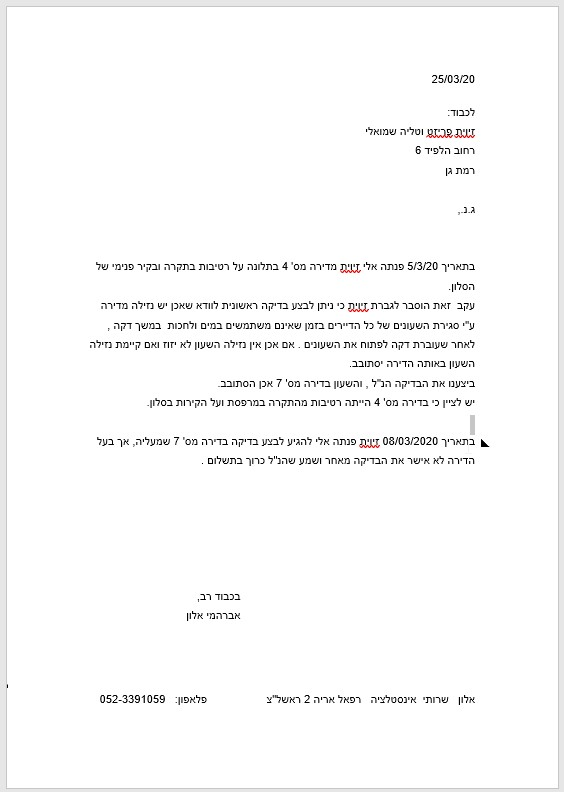 25/03/20
לכבוד:
זיוית פריזט וטליה שמואלי
רחוב הלפיד 6
רמת גן
ג.נ.,
בתאריך 5/3/20 פנתה אלי זיוית מדירה מס' 4 בתלונה על רטיבות בתקרה ובקיר פנימי של
הסלון.
עקב זאת הוסבר לגברת זיוית כי ניתן לבצע בדיקה ראשונית לוודא שאכן יש נזילה מדירה
ע"י סגירת השעונים של כל הדיירים בזמן שאינם משתמשים במים ולחכות במשך דקה ,
לאחר שעוברת דקה לפתוח את השעונים . אם אכן אין נזילה השעון לא יזוז ואם קיימת נזילה
השעון באותה הדירה יסתובב.
ביצענו את הבדיקה הנ"ל , והשעון בדירה מס' 7 אכן הסתובב.
יש לציין כי בדירה מס' 4 הייתה רטיבות מהתקרה במרפסת ועל הקירות בסלון.
בתאריך 08/03/2020 זיוית פנתה אלי להגיע לבצע בדיקה בדירה מס' 7 שמעליה, אך בעל
הדירה לא אישר את הבדיקה מאחר ושמע שהנ"ל כרוך בתשלום .
בכבוד רב,
אברהמי אלון
אלון שרותי אינסטלציה רפאל אריה 2 ראשל"צ פלאפון: 052-3391059